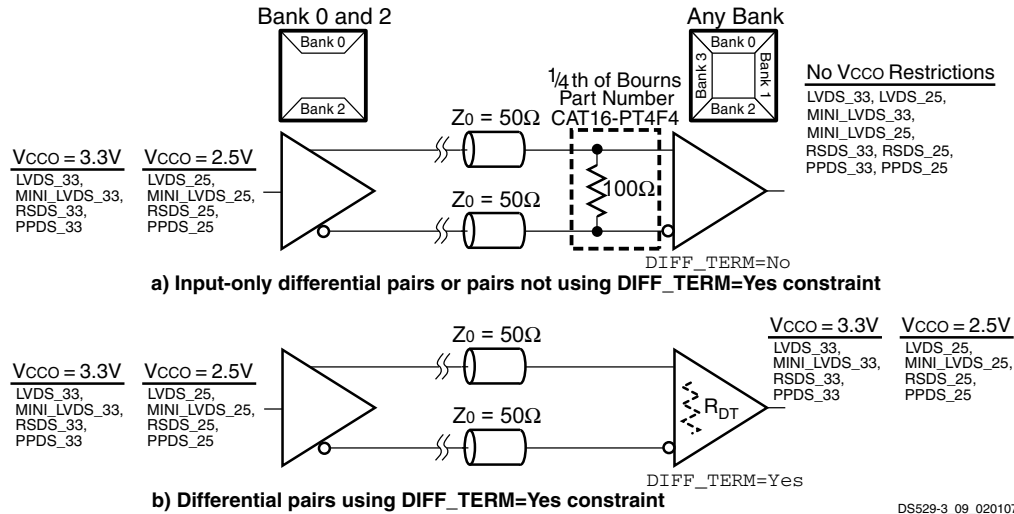 Bank 0 and 2
Bank 0
Bank 2
Any Bank
Bank 0
Bank 3
Bank 1
Bank 2
1/4th of Bourns
Part Number
CAT16-PT4F4
No VCCO Restrictions
LVDS_33, LVDS_25,
MINI_LVDS_33,
MINI_LVDS_25,
RSDS_33, RSDS_25,
PPDS_33, PPDS_25
VCCO = 3.3V
LVDS_33,
MINI_LVDS_33,
RSDS_33,
PPDS_33
VCCO = 2.5V
LVDS_25,
MINI_LVDS_25,
RSDS_25,
PPDS_25
Z0 = 50Ω
Z0 = 50Ω
100Ω
DIFF_TERM=No
a) Input-only differential pairs or pairs not using DIFF_TERM=Yes constraint
VCCO = 3.3V
LVDS_33,
MINI_LVDS_33,
RSDS_33,
PPDS_33
VCCO = 2.5V
LVDS_25,
MINI_LVDS_25,
RSDS_25,
PPDS_25
Z0 = 50Ω
Z0 = 50Ω
RDT
VCCO = 3.3V
LVDS_33,
MINI_LVDS_33,
RSDS_33,
PPDS_33
VCCO = 2.5V
LVDS_25,
MINI_LVDS_25,
RSDS_25,
PPDS_25
DIFF_TERM=Yes
b) Differential pairs using DIFF_TERM=Yes constraint
DS529-3_09_020107